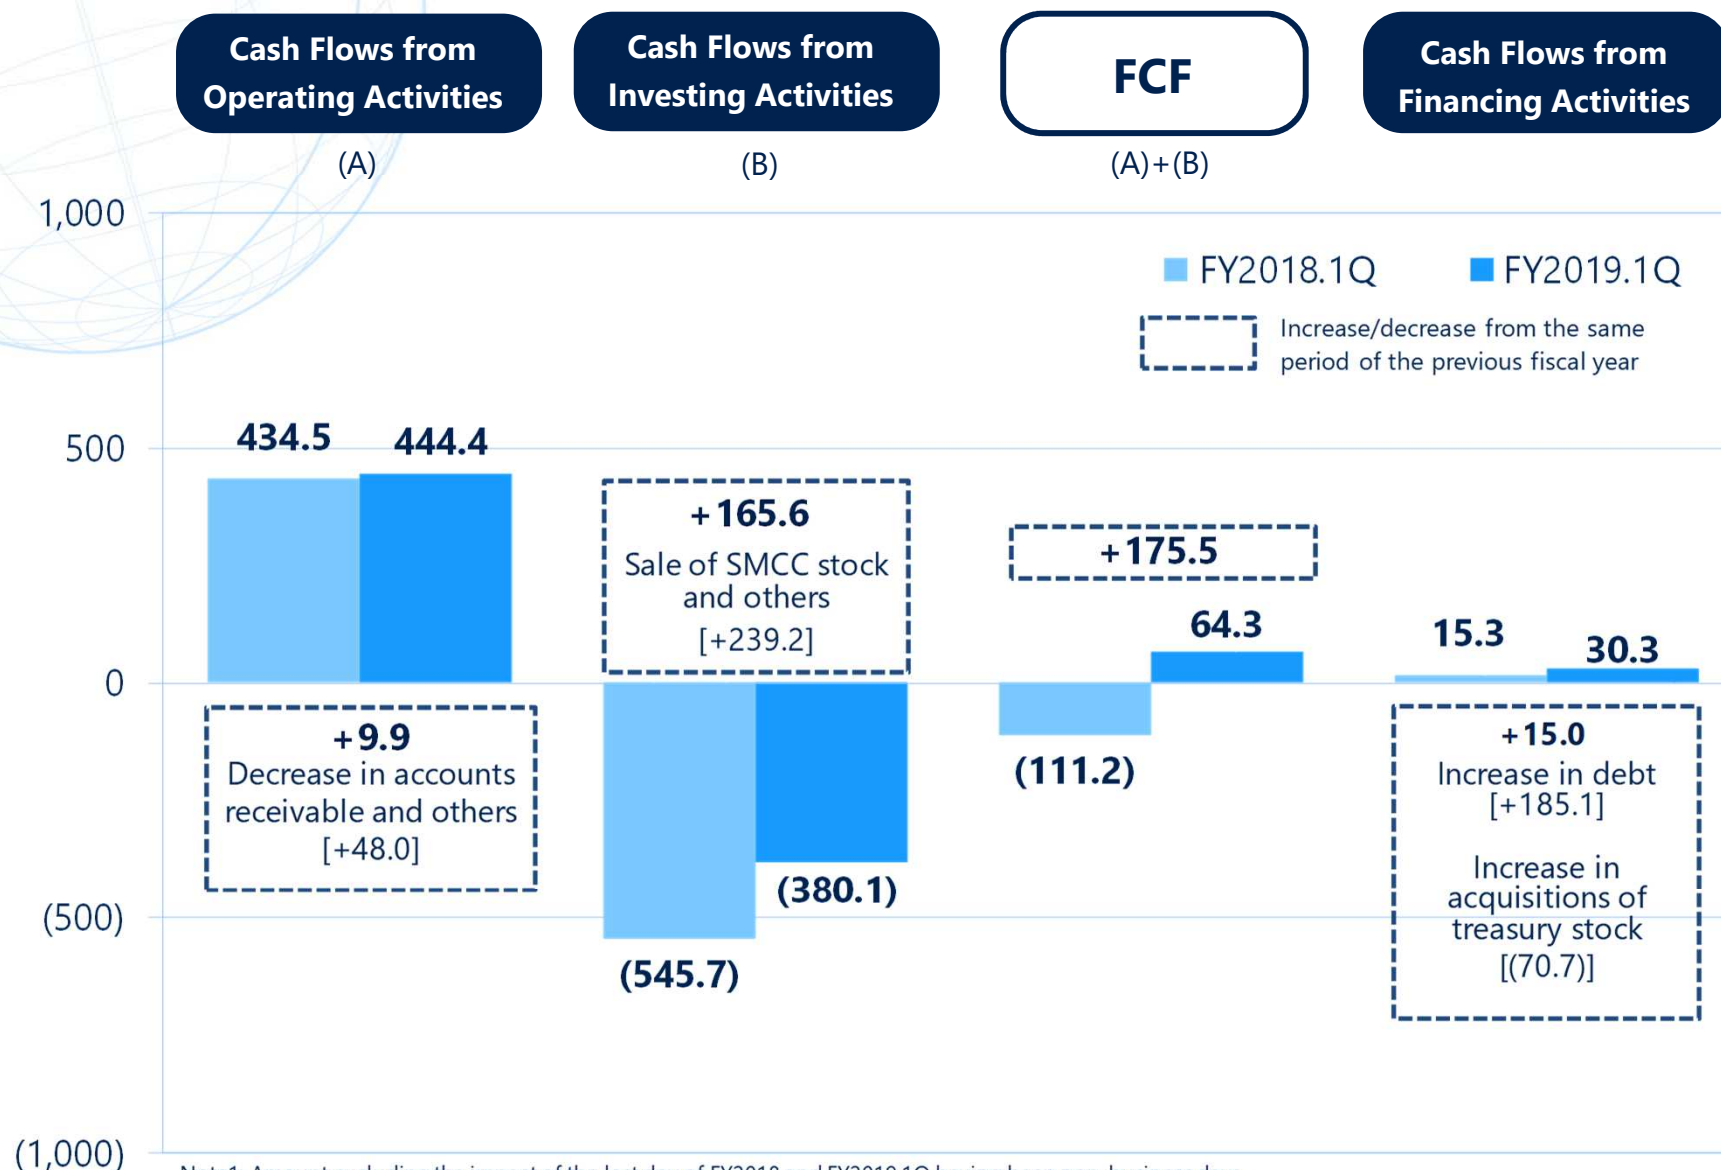 Cash Flows from
Operating Activities
(A)
Cash Flows from
Investing Activities
(B)
FCF
(A)+(B)
Cash Flows from
Financing Activities
1,000
500
0
(500)
(1,000)
FY2018.1Q
FY2019.1Q
Increase/decrease from the same
period of the previous fiscal year
434.5
444.4
+9.9
Decrease in accounts
receivable and others
[+48.0]
+165.6
Sale of SMCC stock
and others
[+239.2]
(545.7)
(380.1)
+175.5
(111.2)
64.3
15.3
30.3
+15.0
Increase in debt
[+185.1]
Increase in
acquisitions of
treasury stock
[(70.7)]